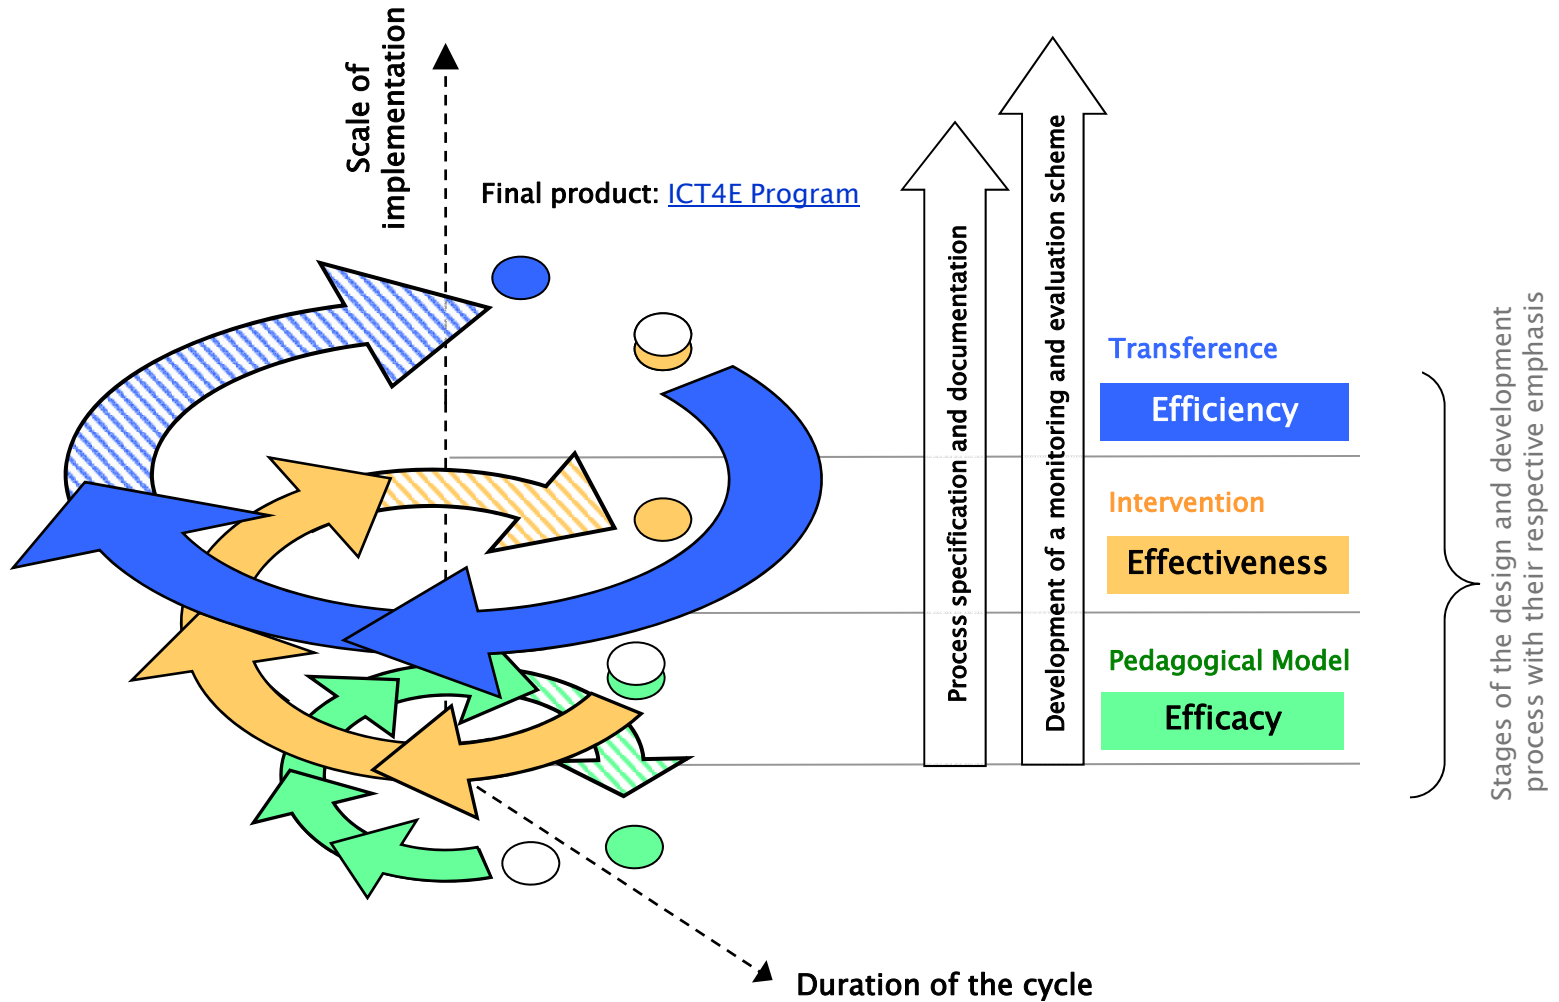 Scale of
implementation
Final product: ICT4E Program
Process specification and documentation
Development of a monitoring and evaluation scheme
Transference
Efficiency
Intervention
Effectiveness
Pedagogical Model
Efficacy
Stages of the design and development
process with their respective emphasis
Duration of the cycle